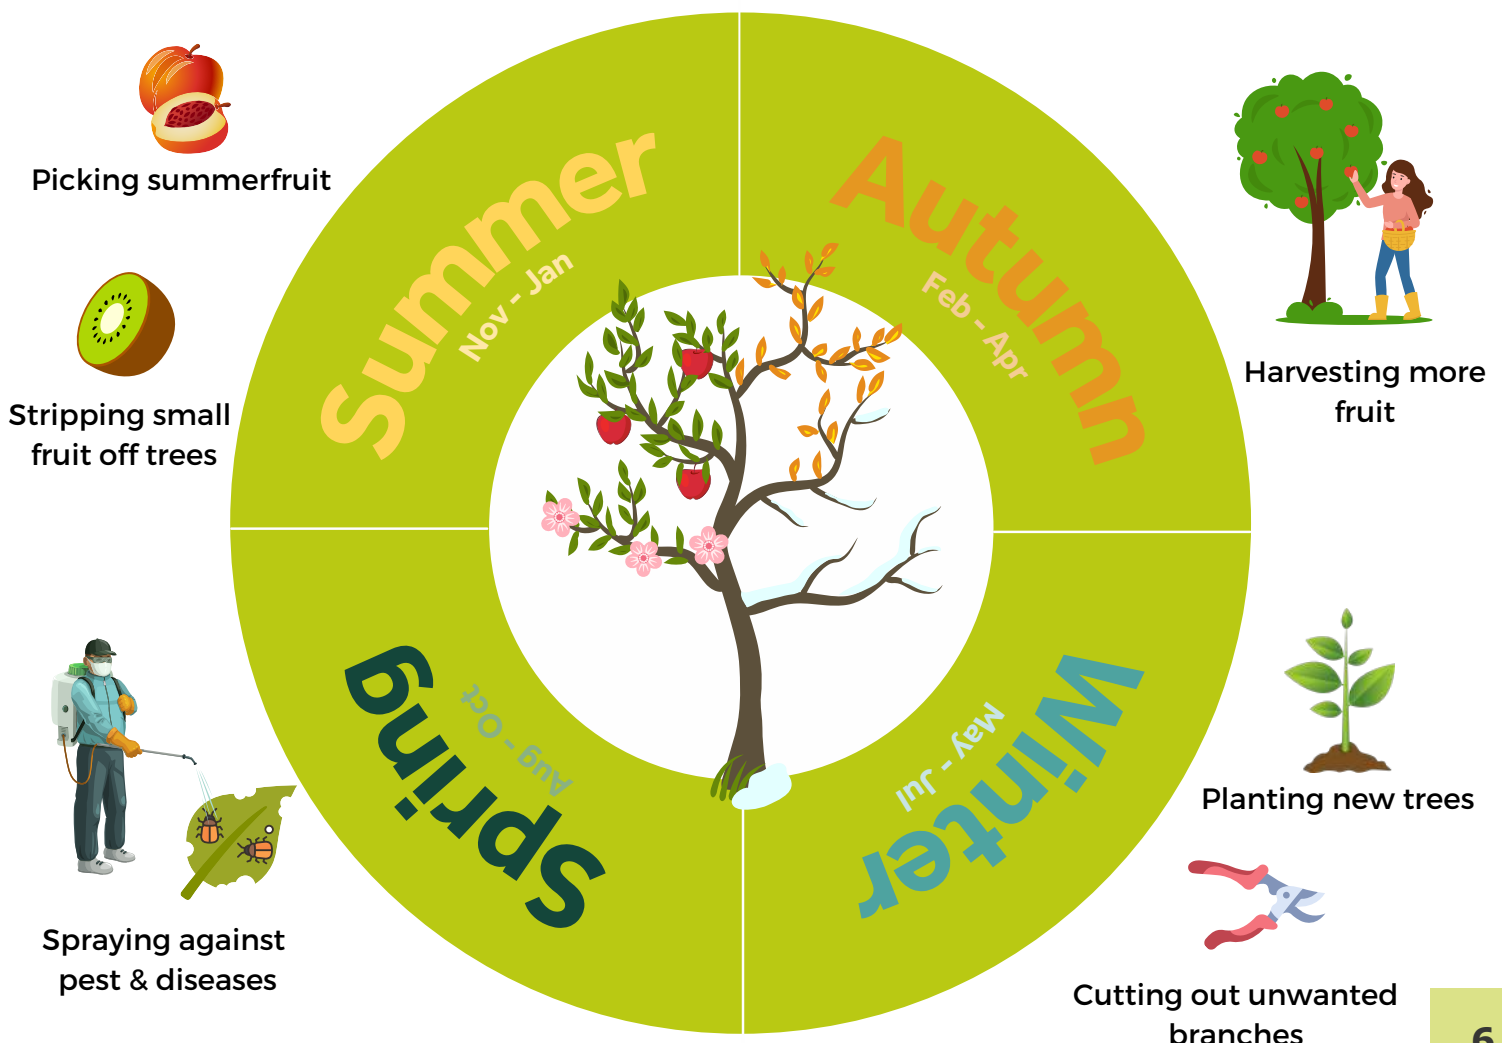 Picking summerfruit
Stripping small
fruit off trees
Summer
Nov - Jan
Autumn
Feb - Apr
Harvesting more
fruit
Spring
Aug - Oct
Winter
May - Jul
Spraying against
pest & diseases
Planting new trees
Cutting out unwanted
branches
6